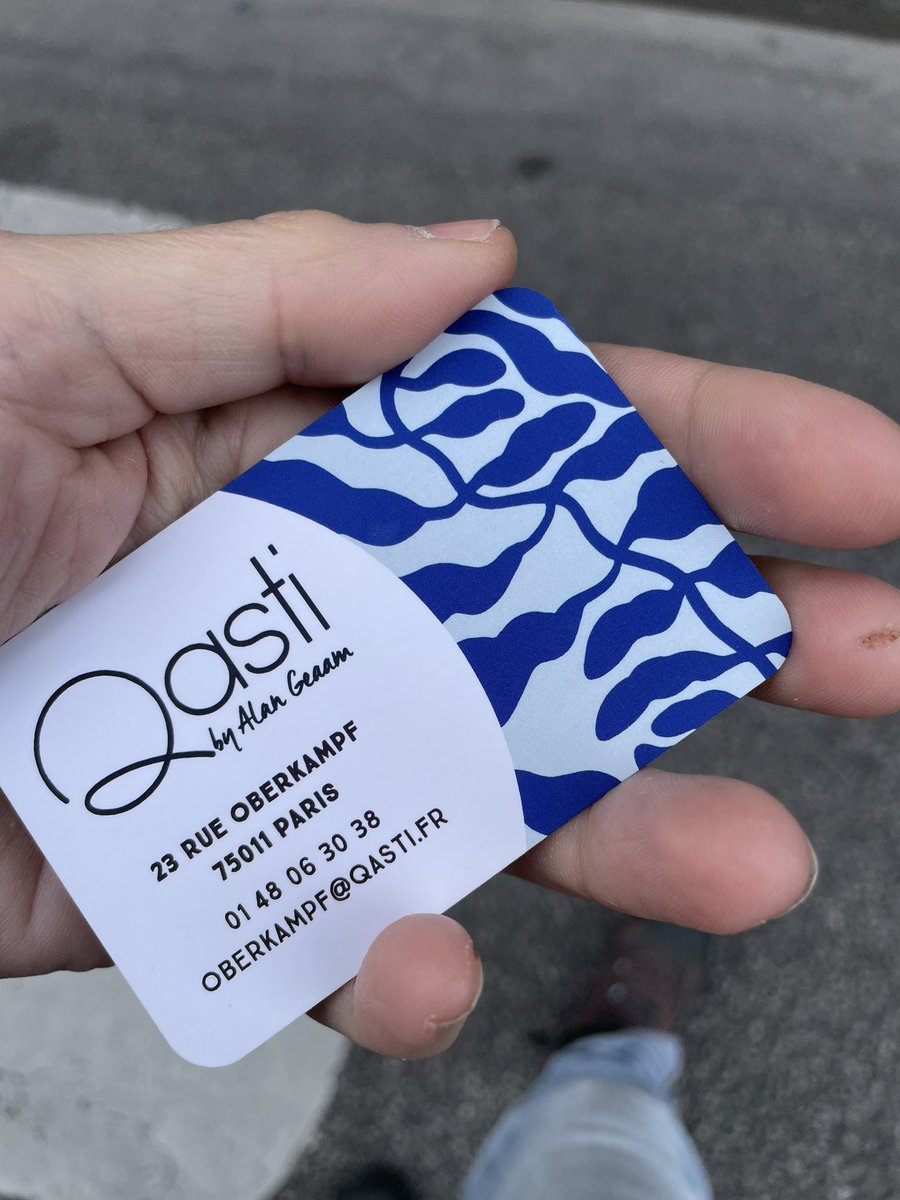 Qasti
by Alan Geaam
23 RUE OBERKAMPF
75011 PARIS
01 48 06 30 38
OBERKAMPF@QASTI.FR